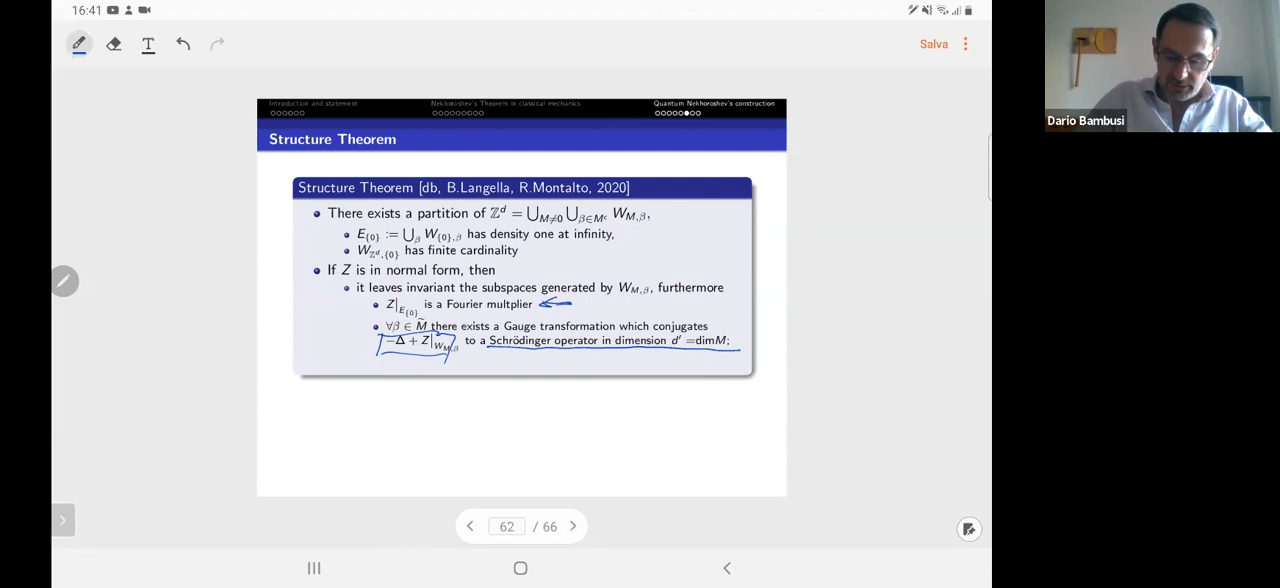 16:41
Salva
Introduction and statement
Nekhoroshev's Theorem in classical mechanics
Quantum Nekhoroshev's construction
Structure Theorem
Structure Theorem [db, B.Langella, R.Montalto, 2020]
There exists a partition of ℤ^d = ⋃_{M≠0} ⋃_{β∈M^c} W_{M,β},
E_{0} := ⋃_β W_{{0},β} has density one at infinity,
W_{ℤ^d,{0}} has finite cardinality
If Z is in normal form, then
it leaves invariant the subspaces generated by W_{M,β}, furthermore
Z|_{E_{0}} is a Fourier multplier
∀β ∈ M̃ there exists a Gauge transformation which conjugates
−Δ + Z|_{W_{M,β}} to a Schrödinger operator in dimension d′ =dimM;
62 / 66
Dario Bambusi